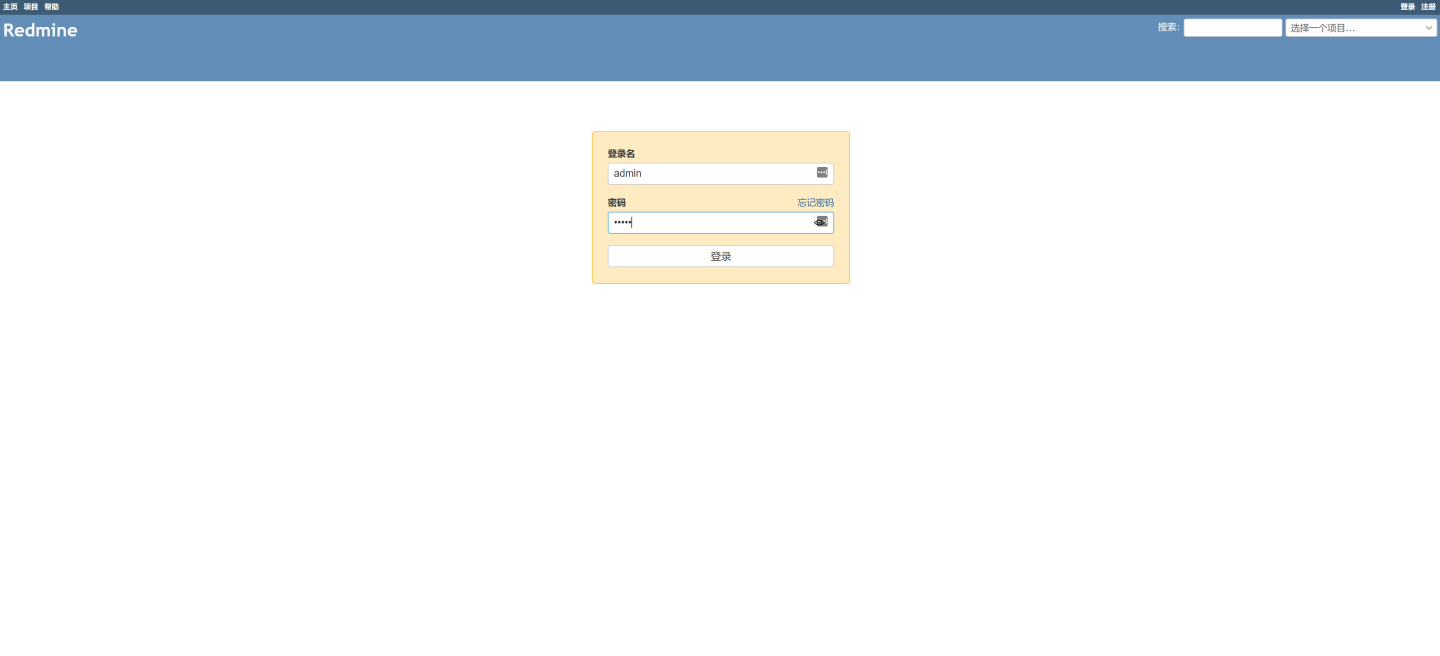 主页 项目 帮助 登录 注册
Redmine 搜索: 选择一个项目...
登录名
admin
密码 忘记密码
•••••
登录